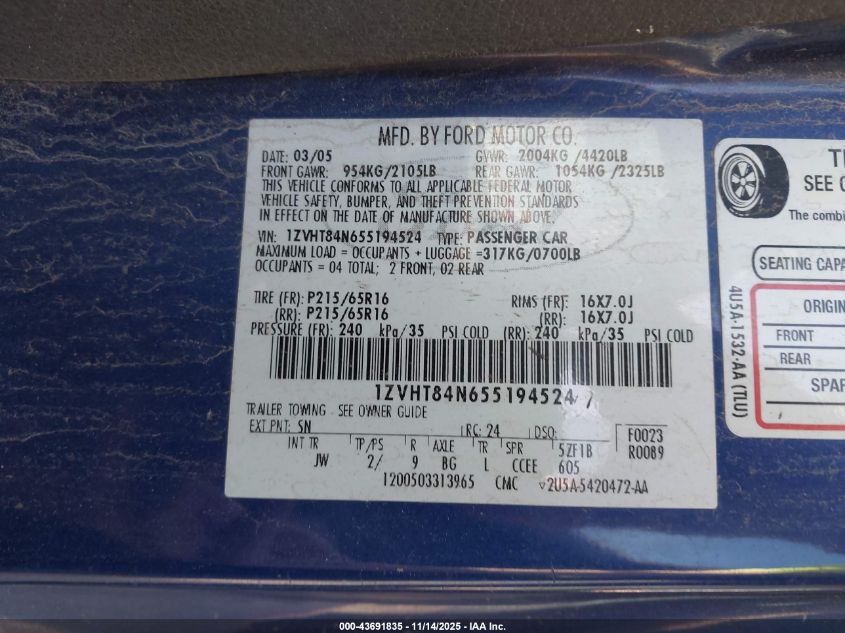 MFD. BY FORD MOTOR CO.
DATE: 03/05 GVWR: 2004KG /4420LB
FRONT GAWR: 954KG/2105LB REAR GAWR: 1054KG /2325LB
THIS VEHICLE CONFORMS TO ALL APPLICABLE FEDERAL MOTOR
VEHICLE SAFETY, BUMPER, AND THEFT PREVENTION STANDARDS
IN EFFECT ON THE DATE OF MANUFACTURE SHOWN ABOVE.
VIN: 1ZVHT84N655194524 TYPE: PASSENGER CAR
MAXIMUM LOAD = OCCUPANTS + LUGGAGE =317KG/0700LB
OCCUPANTS = 04 TOTAL; 2 FRONT, 02 REAR
TIRE (FR): P215/65R16 RIMS (FR): 16X7.0J
(RR): P215/65R16 (RR): 16X7.0J
PRESSURE (FR): 240 kPa/35 PSI COLD (RR): 240 kPa/35 PSI COLD
1ZVHT84N655194524
TRAILER TOWING - SEE OWNER GUIDE
EXT PNT: SN RC: 24 DSO: F0023
INT TR TP/PS R AXLE TR SPR 5ZF1B R0089
JW 2/ 9 BG L CCEE 605
1200503313965 CMC 2U5A-5420472-AA
4U5A-1532-AA (TLU)
SEE
The combi
SEATING CAPA
ORIGIN
FRONT
REAR
SPAR
000-43691835 - 11/14/2025 - IAA Inc.